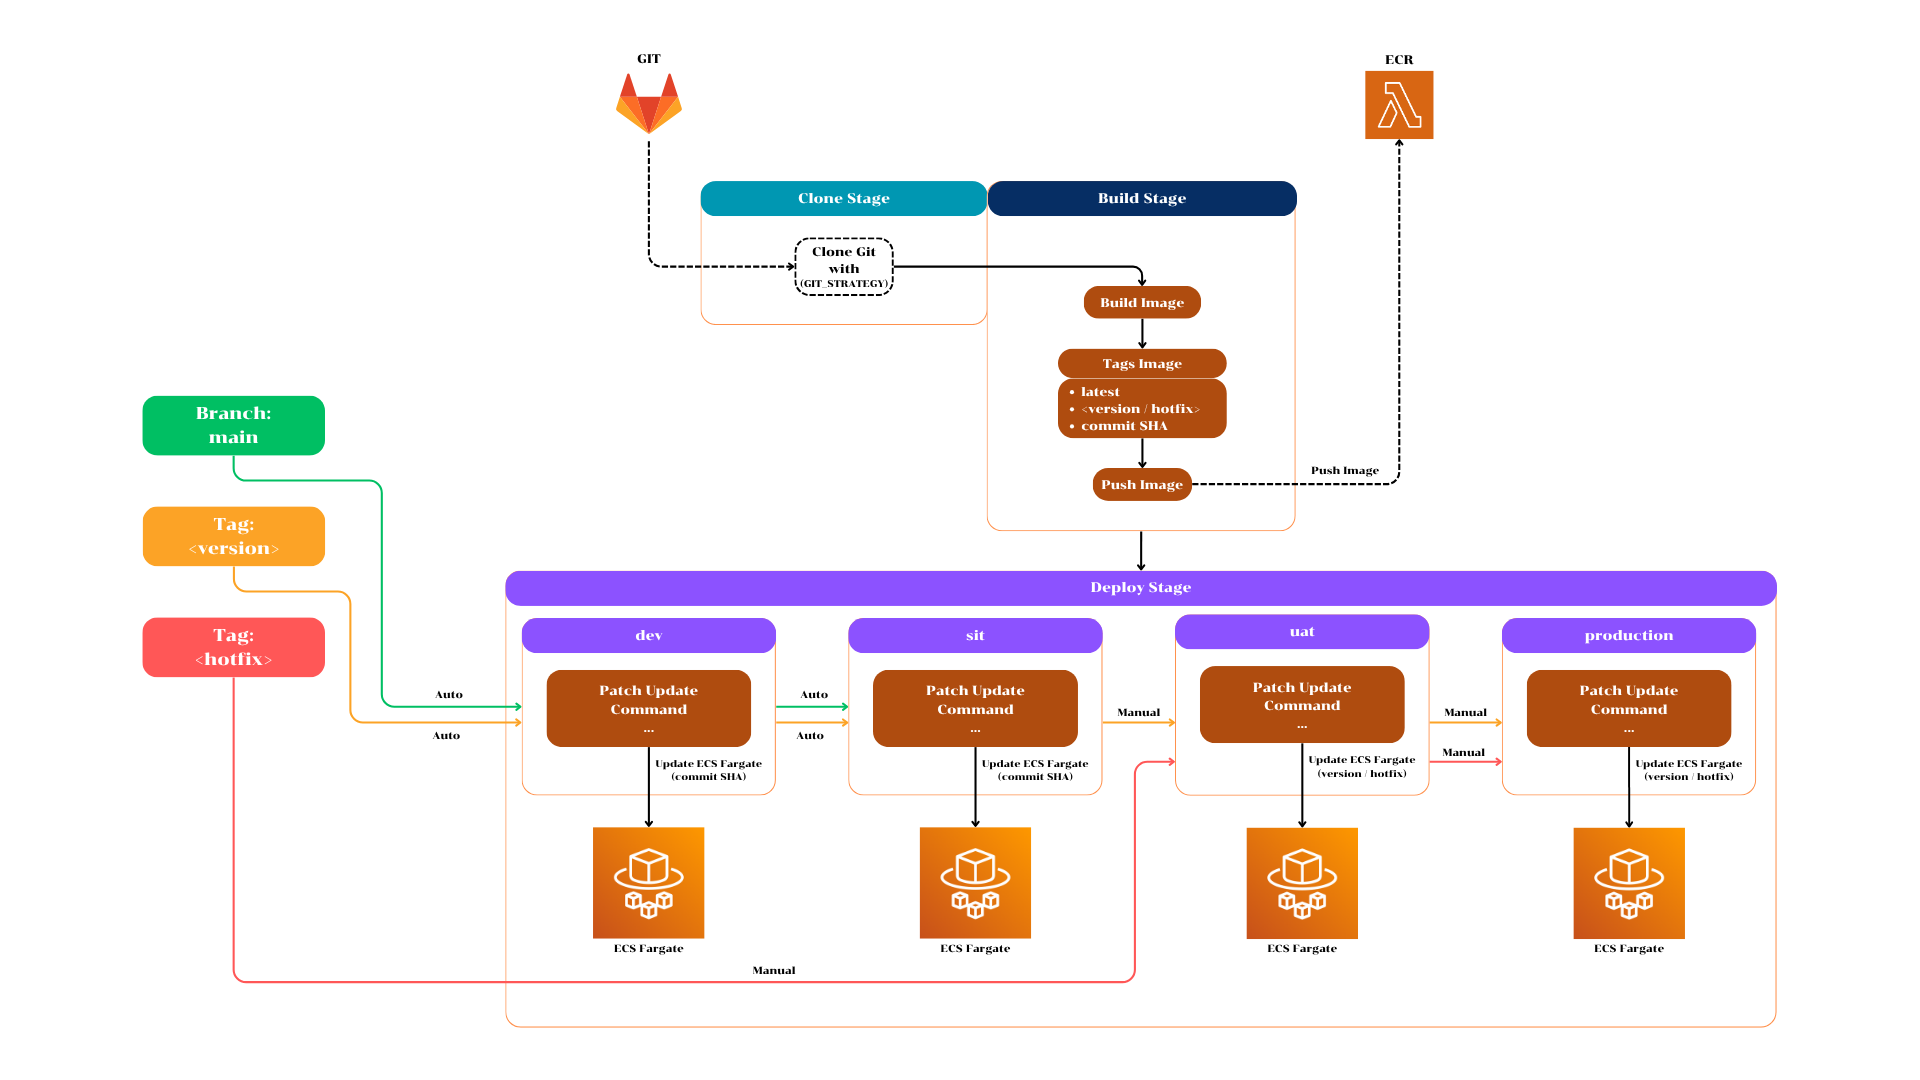 GIT
ECR
Clone Stage
Build Stage
Clone Git
with
(GIT_STRATEGY)
Build Image
Tags Image
• latest
• <version / hotfix>
• commit SHA
Push Image
Push Image
Branch:
main
Tag:
<version>
Tag:
<hotfix>
Deploy Stage
dev
sit
uat
production
Auto
Auto
Auto
Auto
Manual
Manual
Manual
Patch Update
Command
...
Patch Update
Command
...
Patch Update
Command
...
Patch Update
Command
...
Update ECS Fargate
(commit SHA)
Update ECS Fargate
(commit SHA)
Update ECS Fargate
(version / hotfix)
Update ECS Fargate
(version / hotfix)
ECS Fargate
ECS Fargate
ECS Fargate
ECS Fargate
Manual